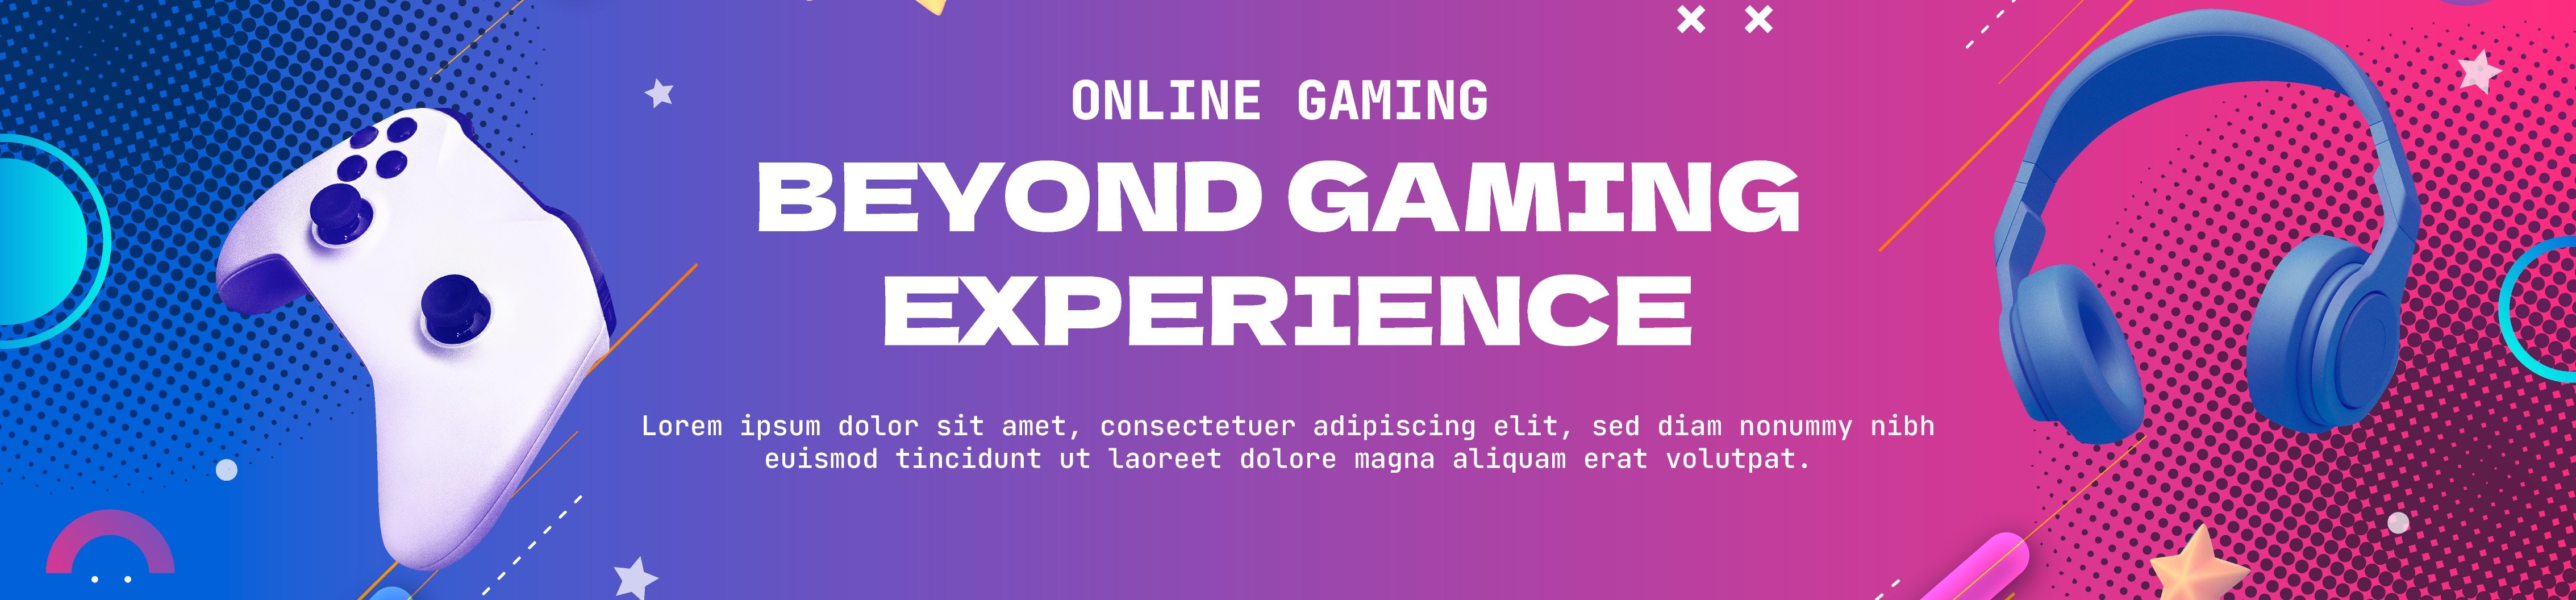 ONLINE GAMING
BEYOND GAMING
EXPERIENCE
Lorem ipsum dolor sit amet, consectetuer adipiscing elit, sed diam nonummy nibh
euismod tincidunt ut laoreet dolore magna aliquam erat volutpat.